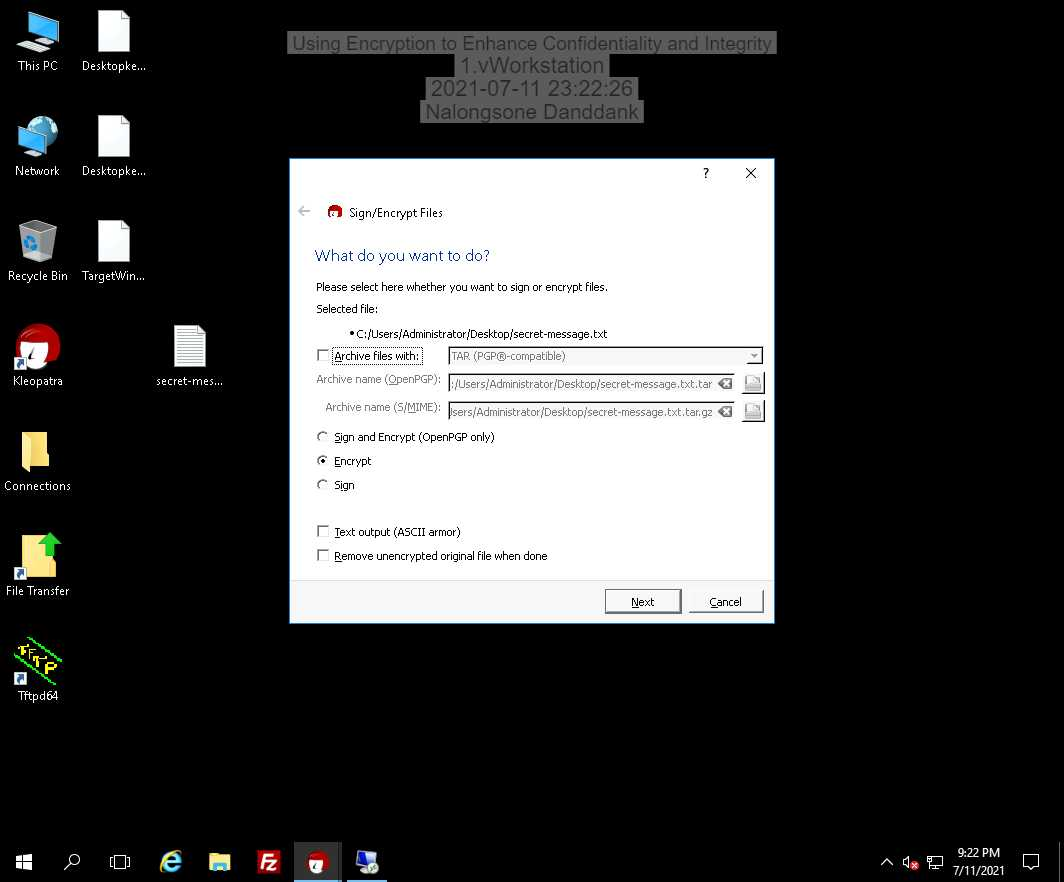 Using Encryption to Enhance Confidentiality and Integrity
1.vWorkstation
2021-07-11 23:22:26
Nalongsone Danddank
This PC
Desktopke...
Network
Desktopke...
Recycle Bin
TargetWin...
Kleopatra
secret-mes...
Connections
File Transfer
TFTP
Tftpd64
?
Sign/Encrypt Files
What do you want to do?
Please select here whether you want to sign or encrypt files.
Selected file:
•C:/Users/Administrator/Desktop/secret-message.txt
Archive files with: TAR (PGP®-compatible)
Archive name (OpenPGP): :/Users/Administrator/Desktop/secret-message.txt.tar
Archive name (S/MIME): Jsers/Administrator/Desktop/secret-message.txt.tar.gz
Sign and Encrypt (OpenPGP only)
Encrypt
Sign
Text output (ASCII armor)
Remove unencrypted original file when done
Next Cancel
9:22 PM
7/11/2021